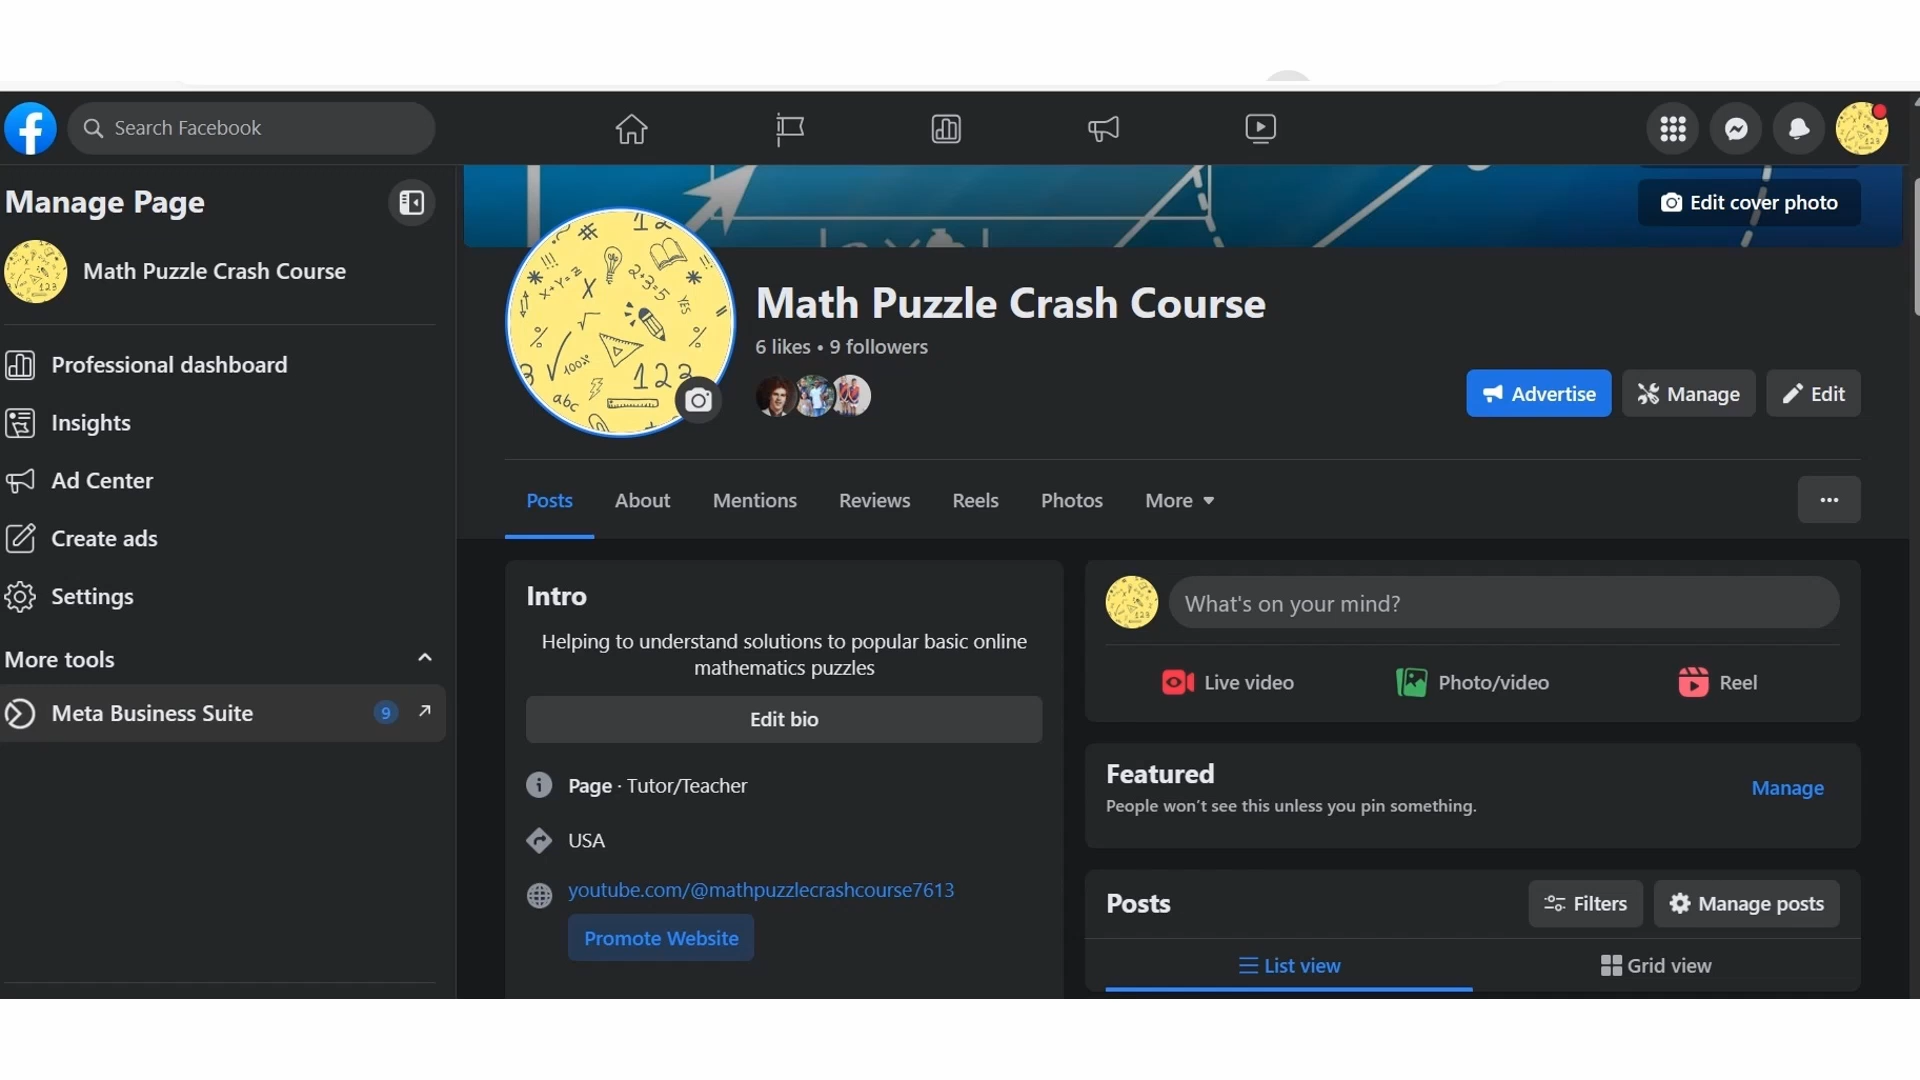 Search Facebook
Manage Page
Math Puzzle Crash Course
Professional dashboard
Insights
Ad Center
Create ads
Settings
More tools
Meta Business Suite 9
Edit cover photo
Math Puzzle Crash Course
6 likes • 9 followers
Advertise
Manage
Edit
Posts About Mentions Reviews Reels Photos More
Intro
Helping to understand solutions to popular basic online
mathematics puzzles
Edit bio
Page · Tutor/Teacher
USA
youtube.com/@mathpuzzlecrashcourse7613
Promote Website
What's on your mind?
Live video
Photo/video
Reel
Featured
People won't see this unless you pin something.
Manage
Posts
Filters
Manage posts
List view
Grid view